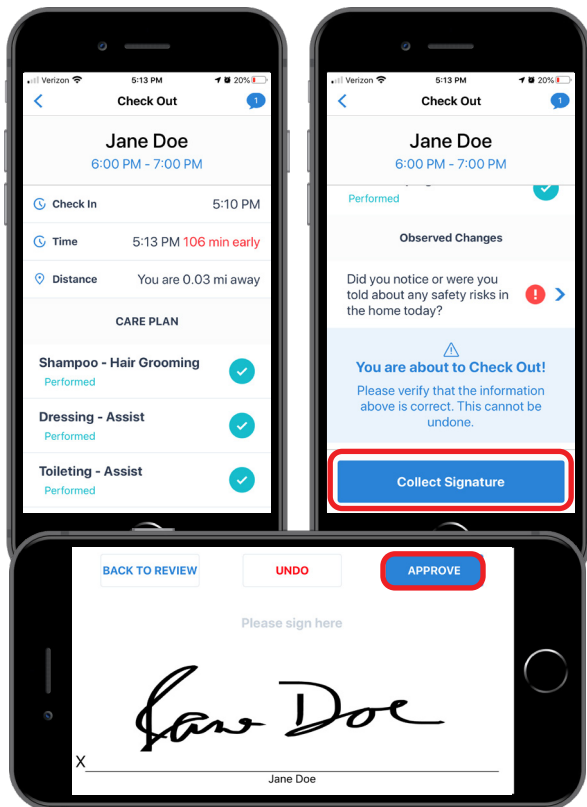 Verizon 5:13 PM 20%
Check Out 1
Jane Doe
6:00 PM - 7:00 PM
Check In 5:10 PM
Time 5:13 PM 106 min early
Distance You are 0.03 mi away
CARE PLAN
Shampoo - Hair Grooming
Performed
Dressing - Assist
Performed
Toileting - Assist
Performed
Verizon 5:13 PM 20%
Check Out 1
Jane Doe
6:00 PM - 7:00 PM
Performed
Observed Changes
Did you notice or were you
told about any safety risks in
the home today?
You are about to Check Out!
Please verify that the information
above is correct. This cannot be
undone.
Collect Signature
BACK TO REVIEW UNDO APPROVE
Please sign here
Jane Doe
X
Jane Doe